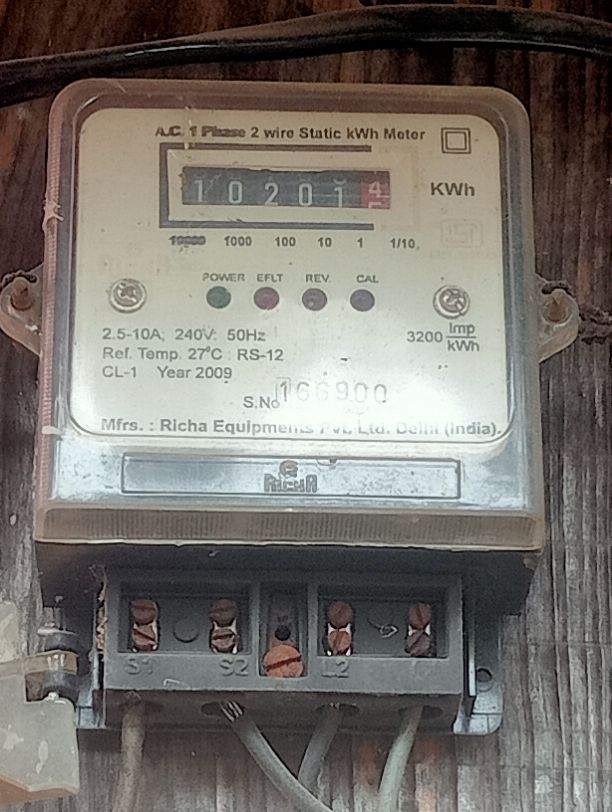 A.C. 1 Phase 2 wire Static kWh Meter
1 0 2 0 1 4
KWh
10000 1000 100 10 1 1/10
POWER EFLT REV. CAL
2.5-10A; 240V: 50Hz
3200 Imp
kWh
Ref. Temp. 27°C : RS-12
CL-1 Year 2009
S.No 166900
Mfrs. : Richa Equipments Pvt. Ltd. Delhi (India).
RICHA
S1 S2 L2